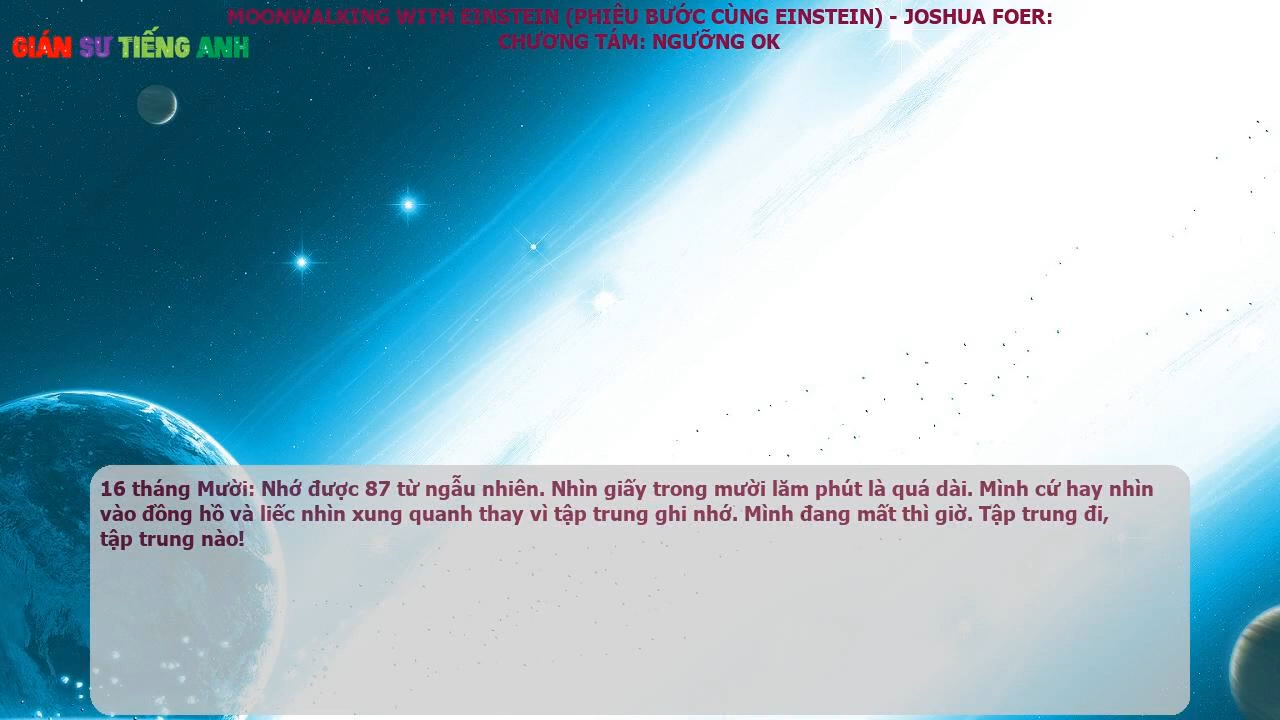 MOONWALKING WITH EINSTEIN (PHIÊU BƯỚC CÙNG EINSTEIN) - JOSHUA FOER:
CHƯƠNG TÁM: NGƯỠNG OK
GIÁN SƯ TIẾNG ANH
16 tháng Mười: Nhớ được 87 từ ngẫu nhiên. Nhìn giấy trong mười lăm phút là quá dài. Mình cứ hay nhìn
vào đồng hồ và liếc nhìn xung quanh thay vì tập trung ghi nhớ. Mình đang mất thì giờ. Tập trung đi,
tập trung nào!